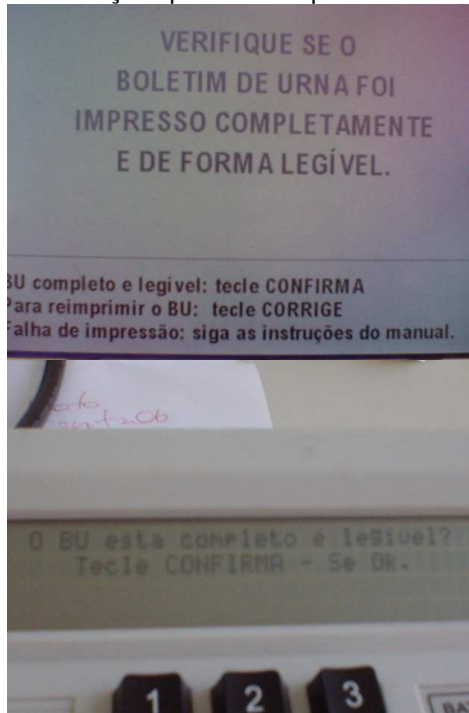 VERIFIQUE SE O
BOLETIM DE URNA FOI
IMPRESSO COMPLETAMENTE
E DE FORMA LEGÍVEL.
BU completo e legível: tecle CONFIRMA
Para reimprimir o BU: tecle CORRIGE
Falha de impressão: siga as instruções do manual.
O BU esta completo e legivel?
Tecle CONFIRMA - Se Ok.
1 2 3
BA